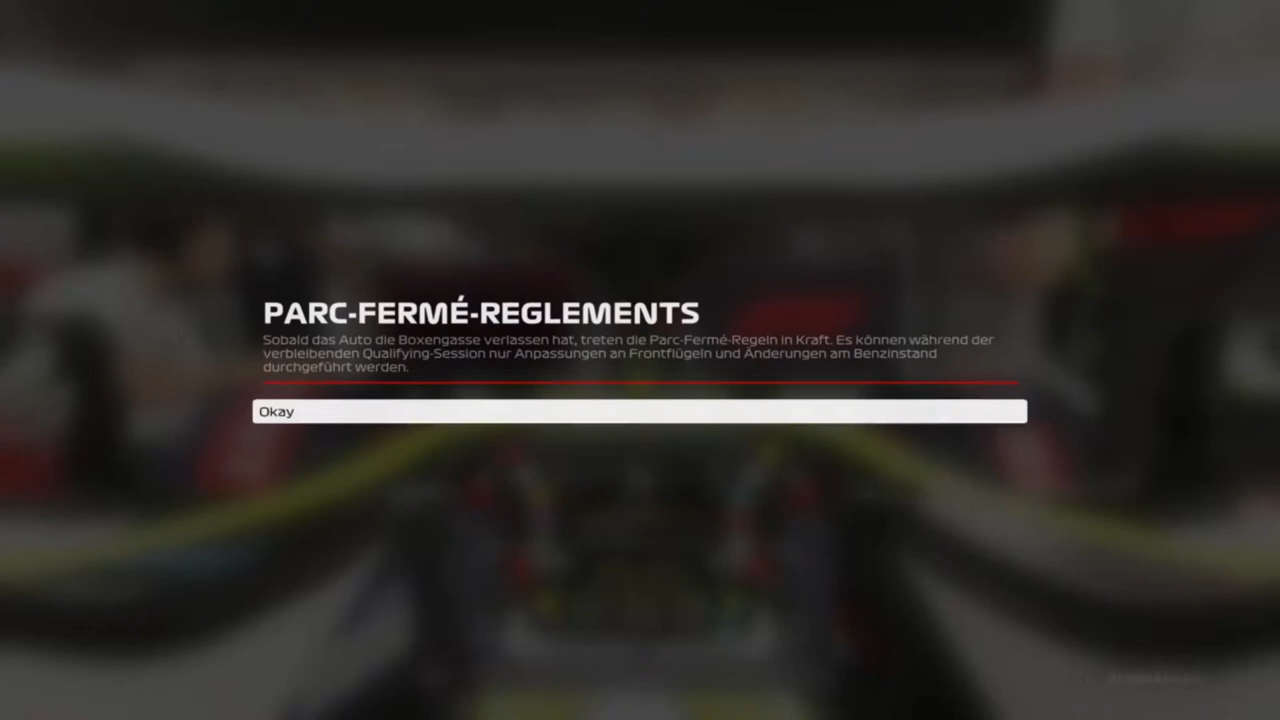 PARC-FERMÉ-REGLEMENTS
Sobald das Auto die Boxengasse verlassen hat, treten die Parc-Fermé-Regeln in Kraft. Es können während der
verbleibenden Qualifying-Session nur Anpassungen an Frontflügeln und Änderungen am Benzinstand
durchgeführt werden.
Okay